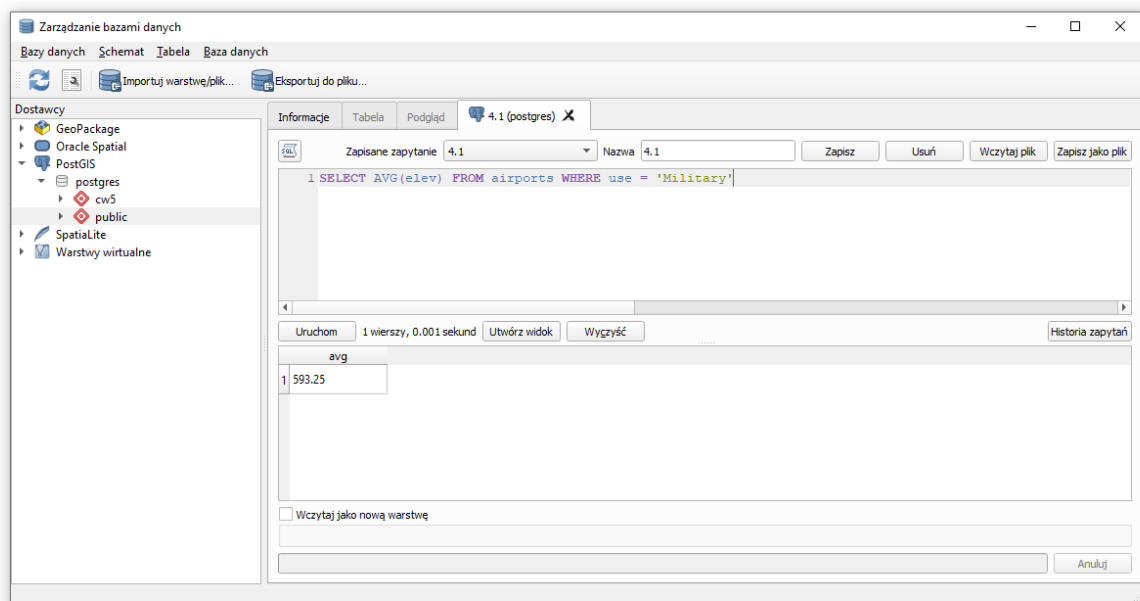 Zarządzanie bazami danych
Bazy danych Schemat Tabela Baza danych
Importuj warstwę/plik... Eksportuj do pliku...
Dostawcy
GeoPackage
Oracle Spatial
PostGIS
postgres
cw5
public
SpatiaLite
Warstwy wirtualne
Informacje Tabela Podgląd 4.1 (postgres)
SQL Zapisane zapytanie 4.1 Nazwa 4.1 Zapisz Usuń Wczytaj plik Zapisz jako plik
1 SELECT AVG(elev) FROM airports WHERE use = 'Military'
Uruchom 1 wierszy, 0.001 sekund Utwórz widok Wyczyść Historia zapytań
avg
1 593.25
Wczytaj jako nową warstwę
Anuluj